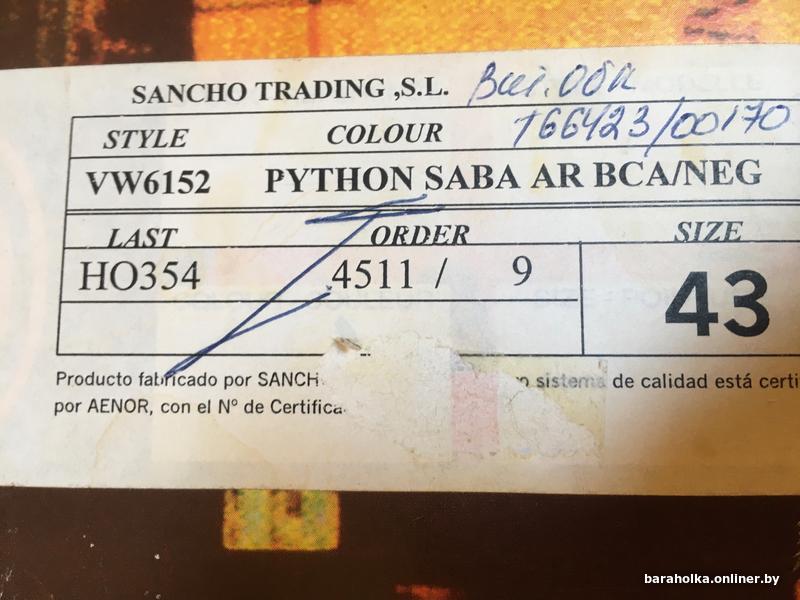 SANCHO TRADING ,S.L.
166423/00170
STYLE COLOUR
VW6152 PYTHON SABA AR BCA/NEG
LAST ORDER SIZE
HO354 4511 / 9 43
Producto fabricado por SANCH sistema de calidad está certi
por AENOR, con el Nº de Certifica
baraholka.onliner.by